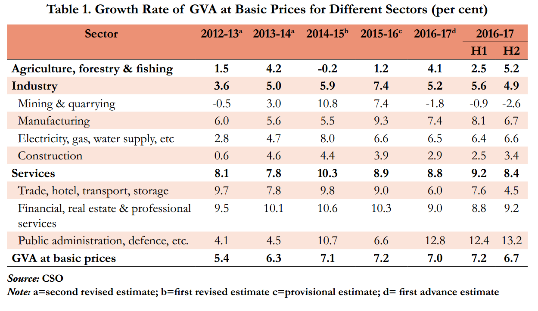 Table 1. Growth Rate of GVA at Basic Prices for Different Sectors (per cent)
Sector 2012-13a 2013-14a 2014-15b 2015-16c 2016-17d 2016-17
H1 H2
Agriculture, forestry & fishing 1.5 4.2 -0.2 1.2 4.1 2.5 5.2
Industry 3.6 5.0 5.9 7.4 5.2 5.6 4.9
Mining & quarrying -0.5 3.0 10.8 7.4 -1.8 -0.9 -2.6
Manufacturing 6.0 5.6 5.5 9.3 7.4 8.1 6.7
Electricity, gas, water supply, etc 2.8 4.7 8.0 6.6 6.5 6.4 6.6
Construction 0.6 4.6 4.4 3.9 2.9 2.5 3.4
Services 8.1 7.8 10.3 8.9 8.8 9.2 8.4
Trade, hotel, transport, storage 9.7 7.8 9.8 9.0 6.0 7.6 4.5
Financial, real estate & professional 9.5 10.1 10.6 10.3 9.0 8.8 9.2
services
Public administration, defence, etc. 4.1 4.5 10.7 6.6 12.8 12.4 13.2
GVA at basic prices 5.4 6.3 7.1 7.2 7.0 7.2 6.7
Source: CSO
Note: a=second revised estimate; b=first revised estimate c=provisional estimate; d= first advance estimate